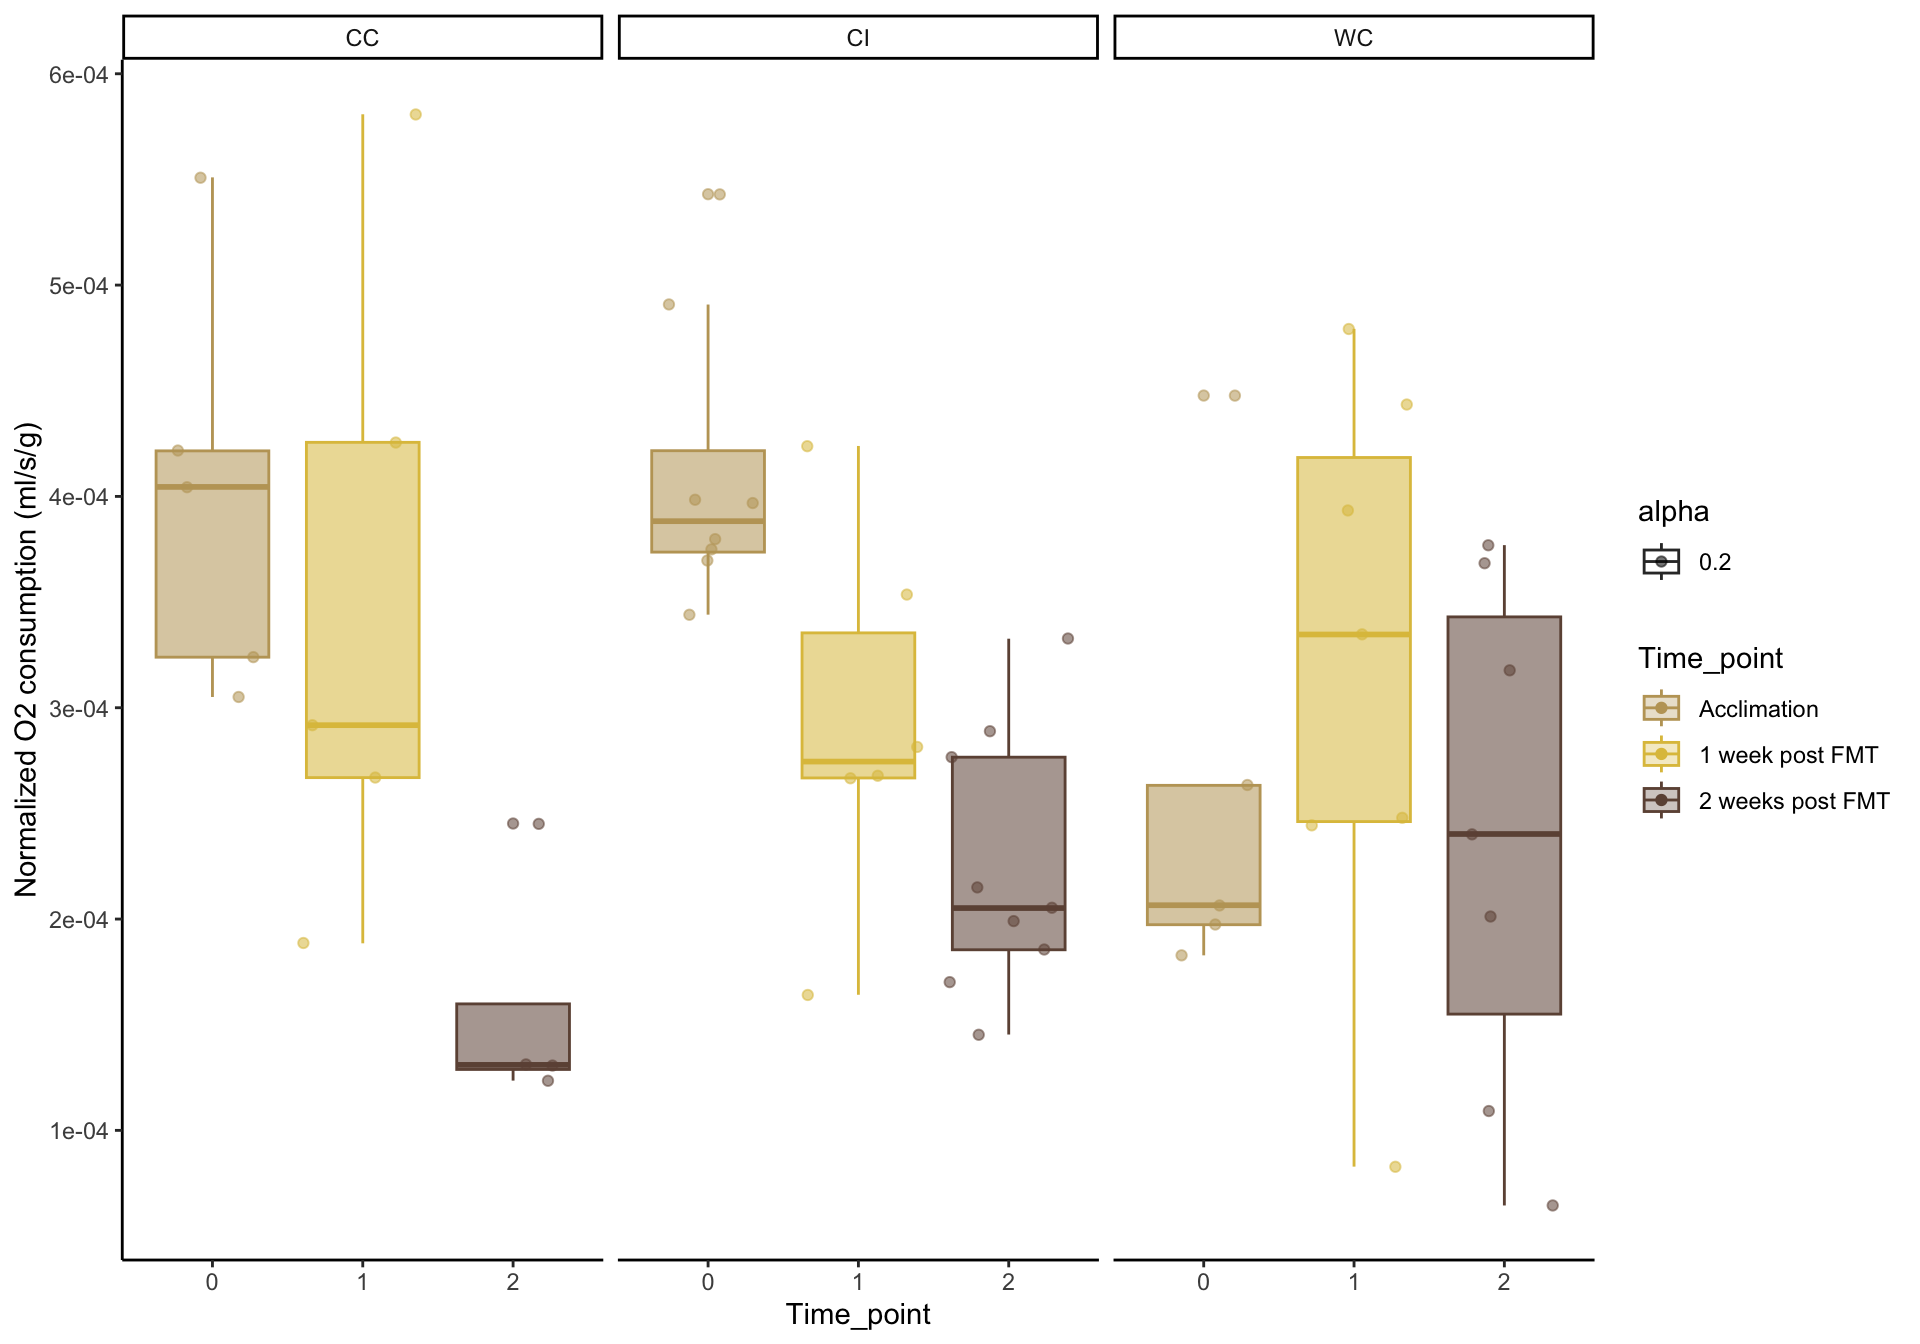 CC CI WC
6e-04
5e-04
4e-04
3e-04
2e-04
1e-04
Normalized O2 consumption (ml/s/g)
0 1 2 0 1 2 0 1 2
Time_point
alpha
0.2
Time_point
Acclimation
1 week post FMT
2 weeks post FMT